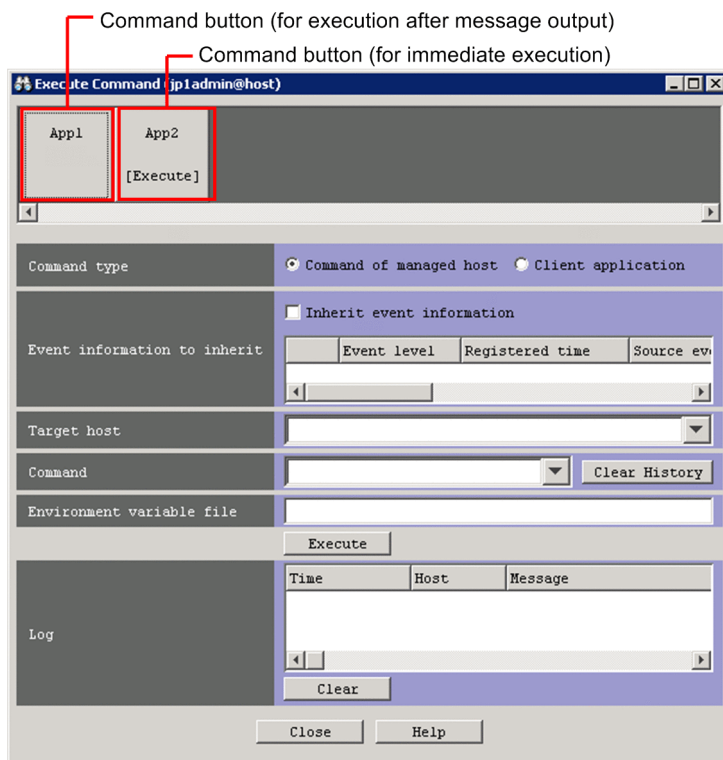 Command button (for execution after message output)
Command button (for immediate execution)
Execute Command (jp1admin@host)
App1
App2
[Execute]
Command type
Command of managed host
Client application
Inherit event information
Event information to inherit
Event level
Registered time
Source ev
Target host
Command
Clear History
Environment variable file
Execute
Time
Host
Message
Log
Clear
Close
Help